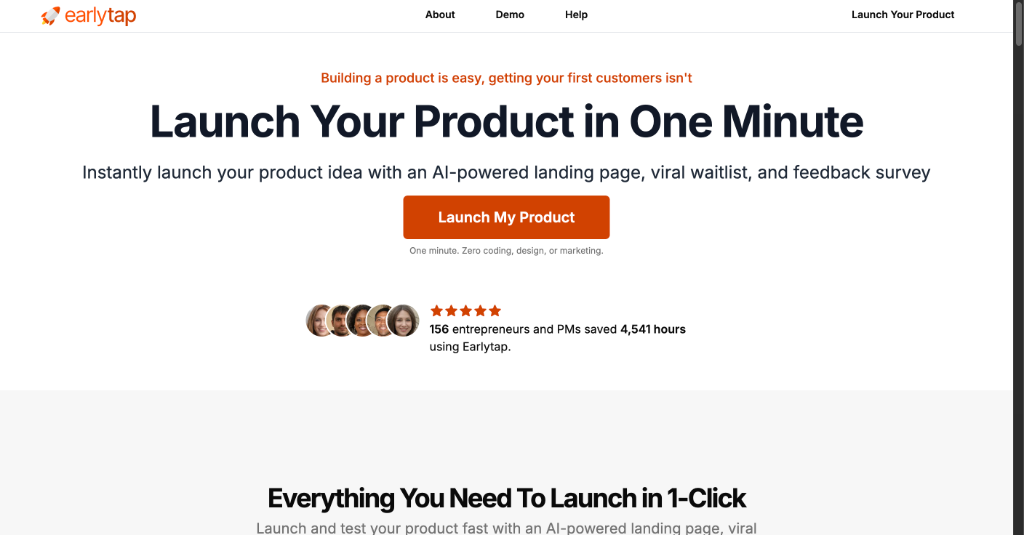 earlytap
About
Demo
Help
Launch Your Product
Building a product is easy, getting your first customers isn't
Launch Your Product in One Minute
Instantly launch your product idea with an AI-powered landing page, viral waitlist, and feedback survey
Launch My Product
One minute. Zero coding, design, or marketing.
156 entrepreneurs and PMs saved 4,541 hours
using Earlytap.
Everything You Need To Launch in 1-Click
Launch and test your product fast with an AI-powered landing page, viral